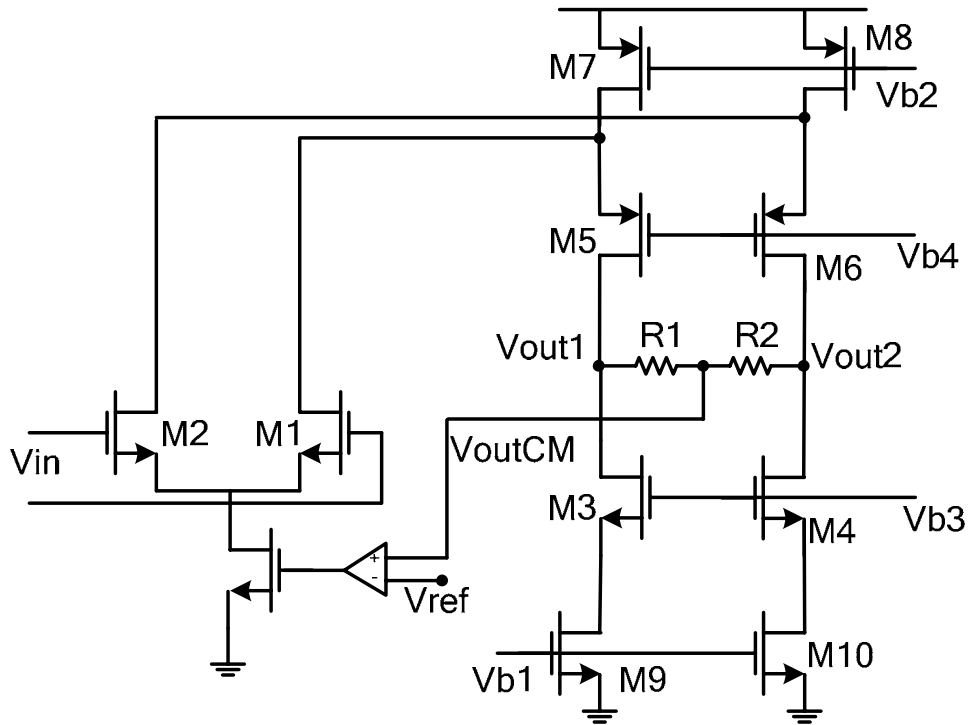 M7
M8
Vb2
M5
M6
Vb4
Vout1
R1
R2
Vout2
M2
M1
Vin
VoutCM
M3
M4
Vb3
+
-
Vref
Vb1
M9
M10